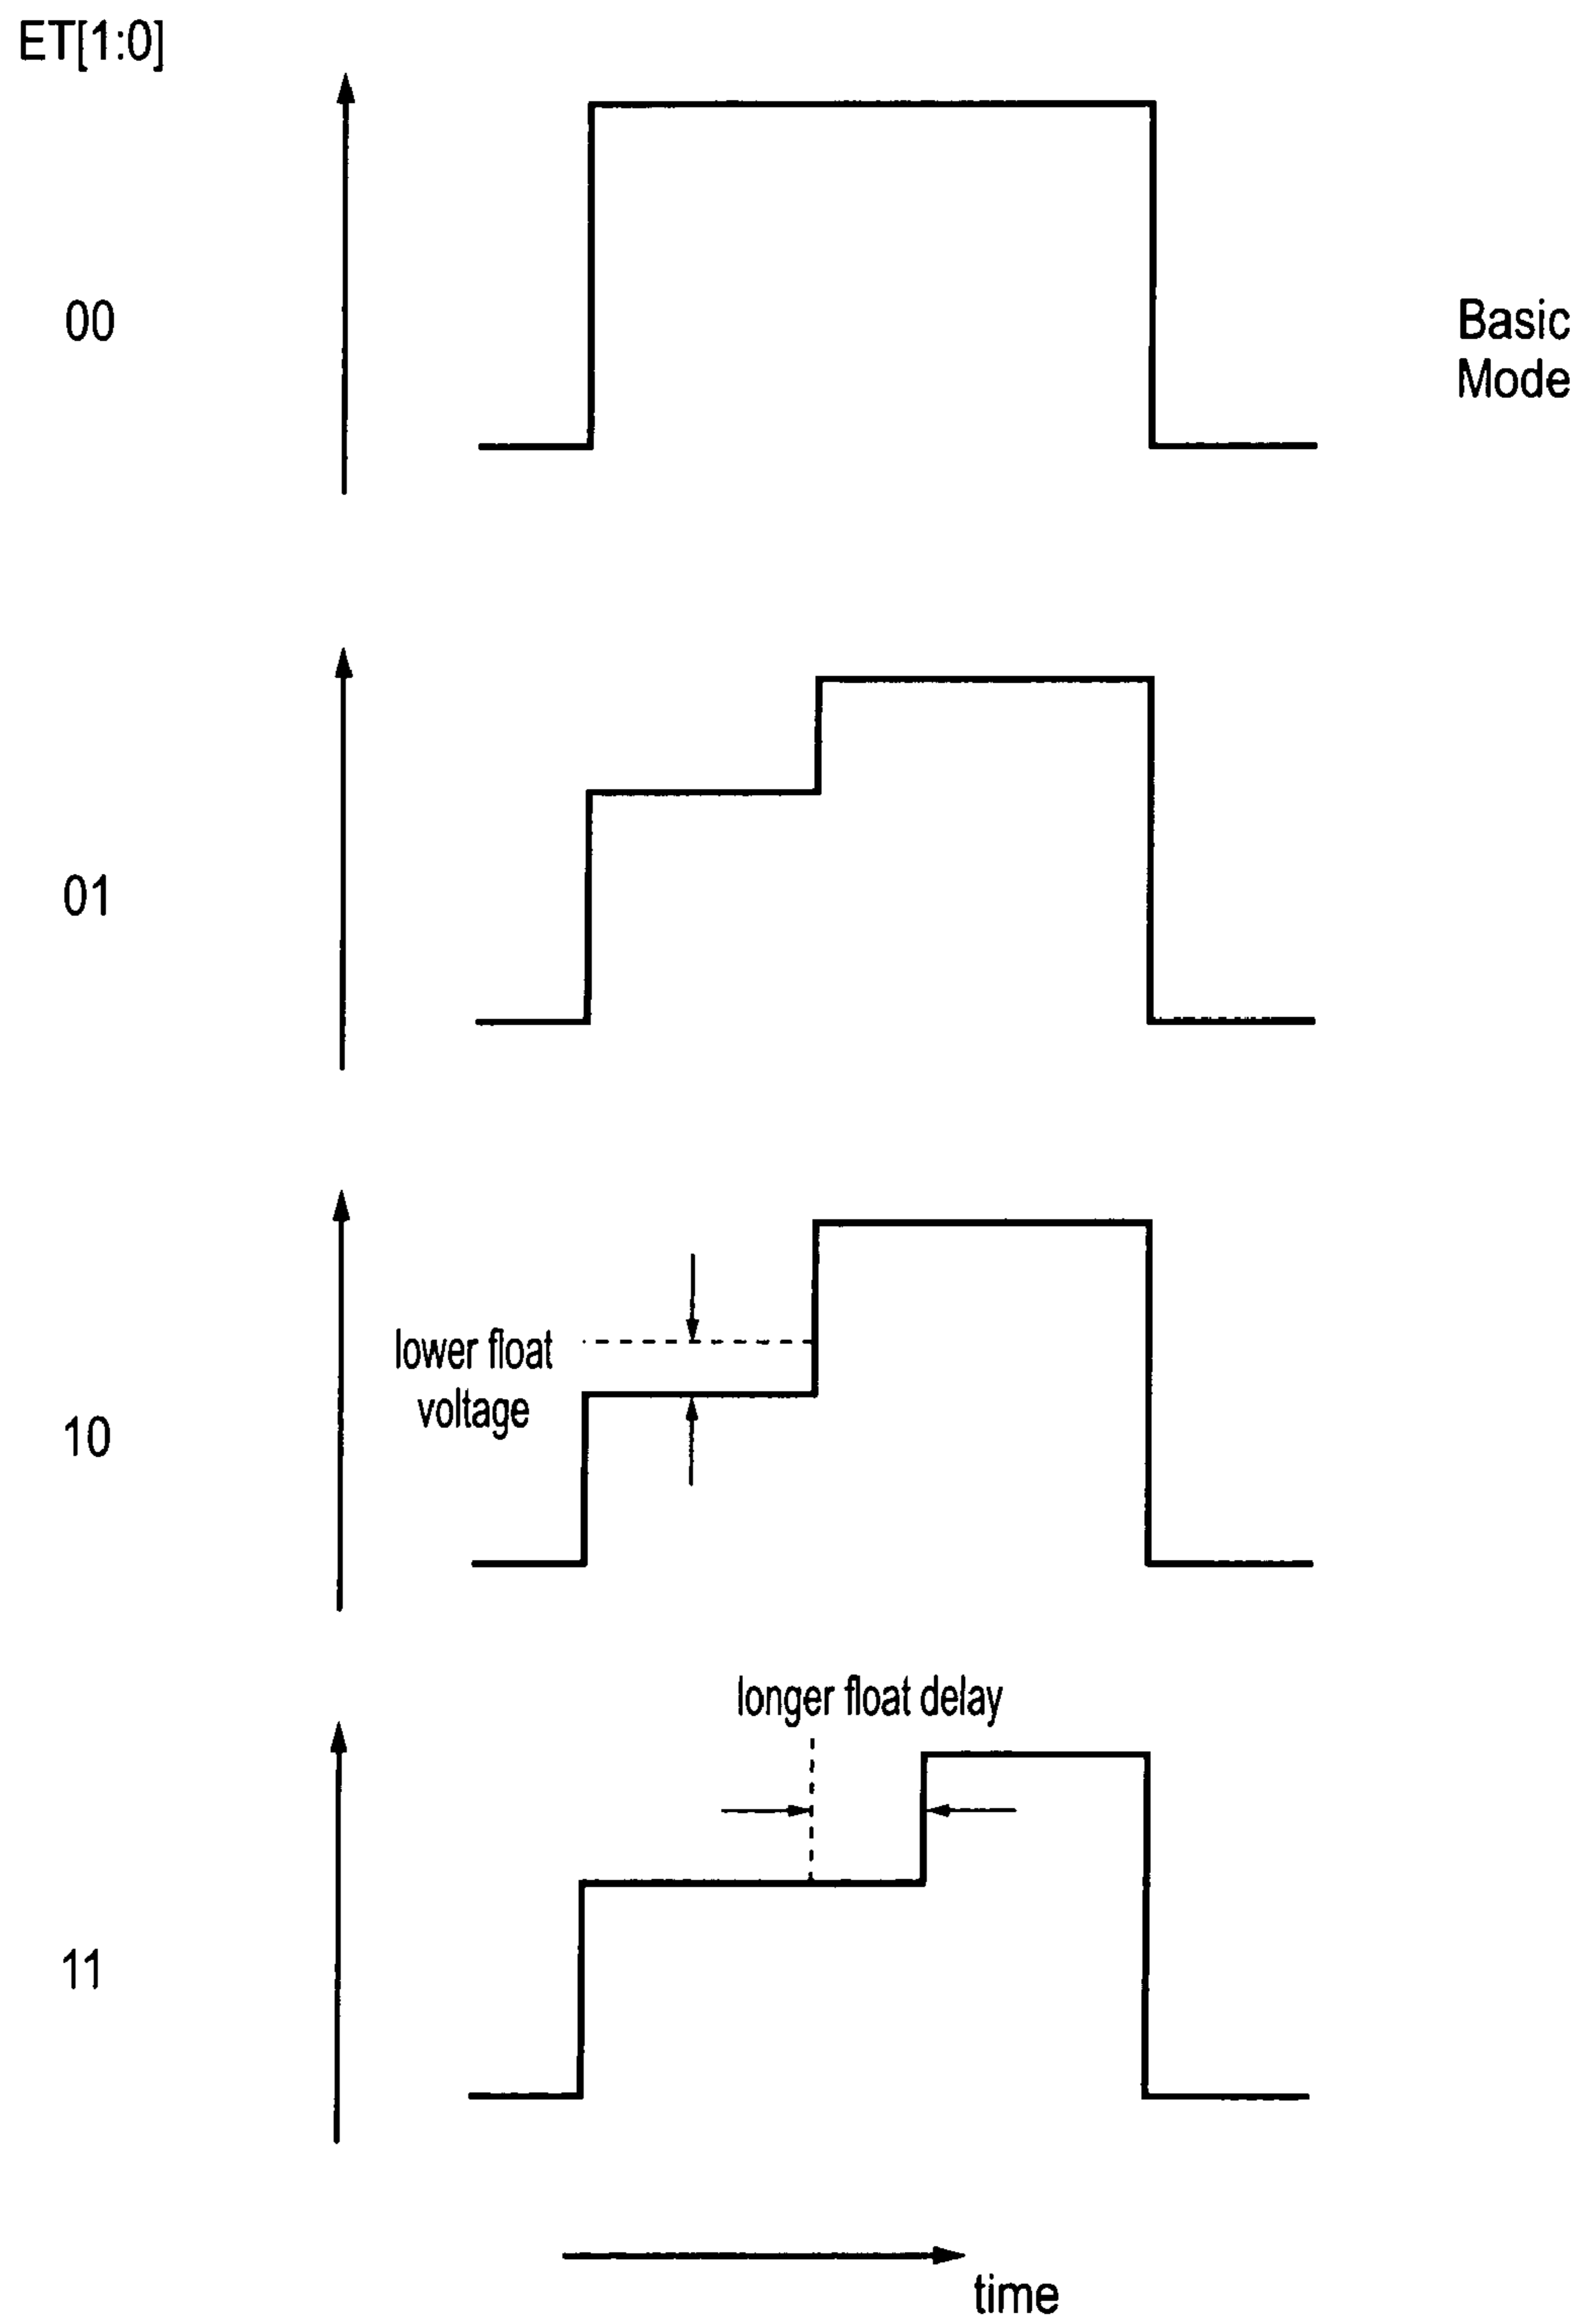 ET[1:0]
00
Basic
Mode
01
lower float
voltage
10
longer float delay
11
time